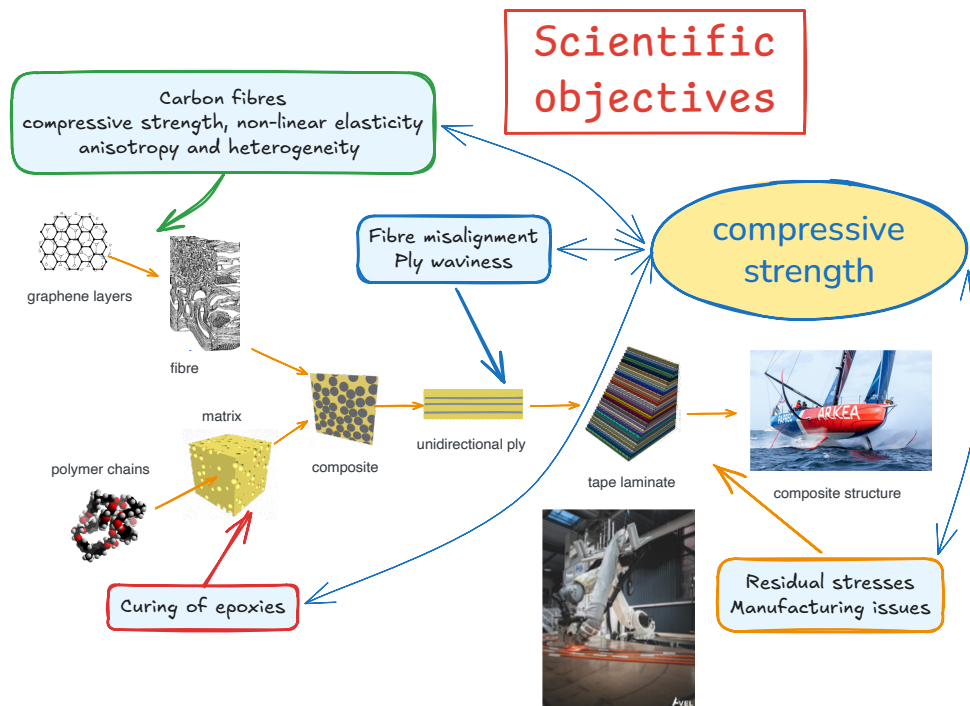 Scientific
objectives
Carbon fibres
compressive strength, non-linear elasticity
anisotropy and heterogeneity
Fibre misalignment
Ply waviness
compressive
strength
graphene layers
fibre
matrix
polymer chains
composite
unidirectional ply
tape laminate
composite structure
PAPREC
ARKEA
Curing of epoxies
Residual stresses
Manufacturing issues